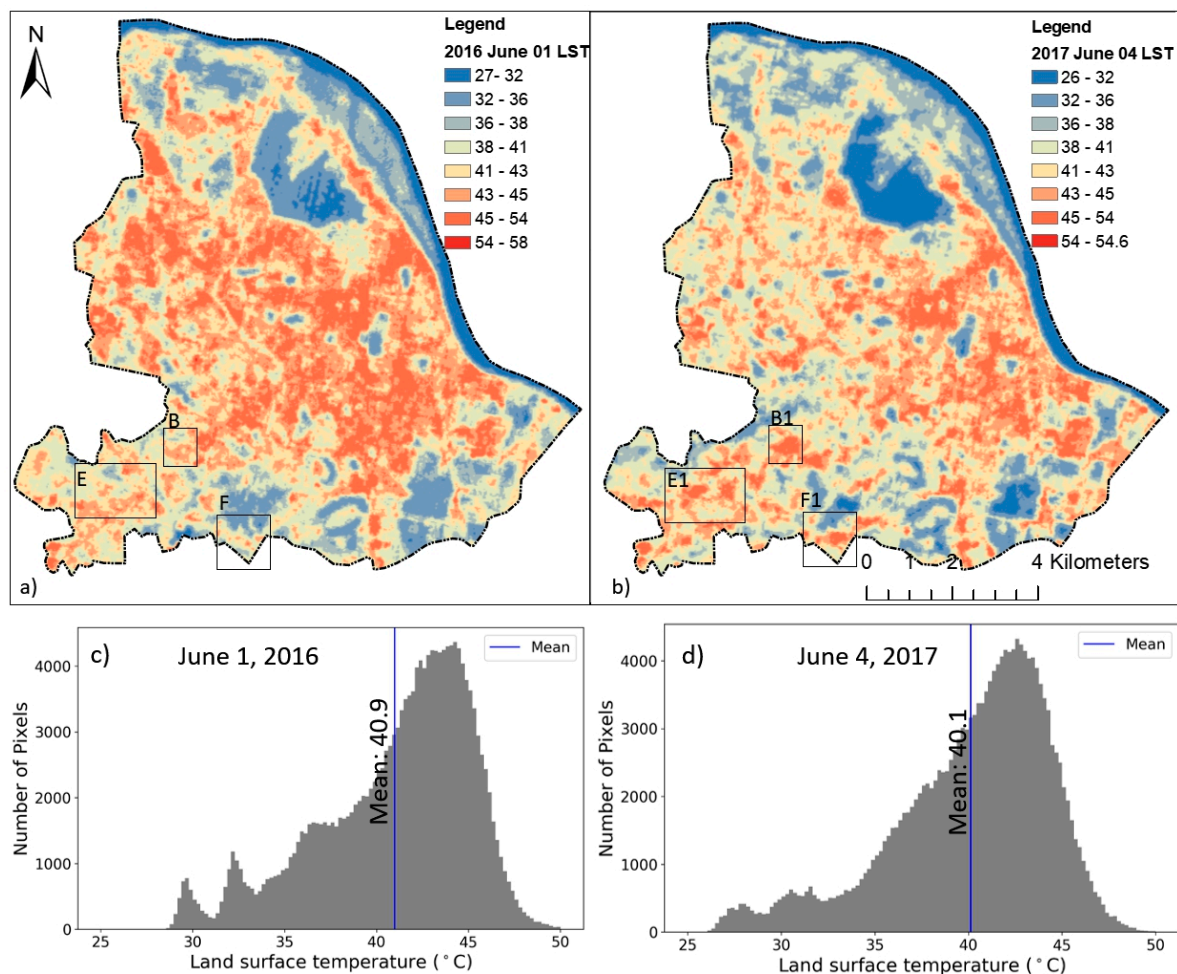 N
Legend
2016 June 01 LST
27- 32
32 - 36
36 - 38
38 - 41
41 - 43
43 - 45
45 - 54
54 - 58
B
E
F
a)
Legend
2017 June 04 LST
26 - 32
32 - 36
36 - 38
38 - 41
41 - 43
43 - 45
45 - 54
54 - 54.6
B1
E1
F1
0 1 2 4 Kilometers
b)
c)
June 1, 2016
Mean
Mean: 40.9
Number of Pixels
4000
3000
2000
1000
0
25 30 35 40 45 50
Land surface temperature (°C)
d)
June 4, 2017
Mean
Mean: 40.1
Number of Pixels
4000
3000
2000
1000
0
25 30 35 40 45 50
Land surface temperature (°C)